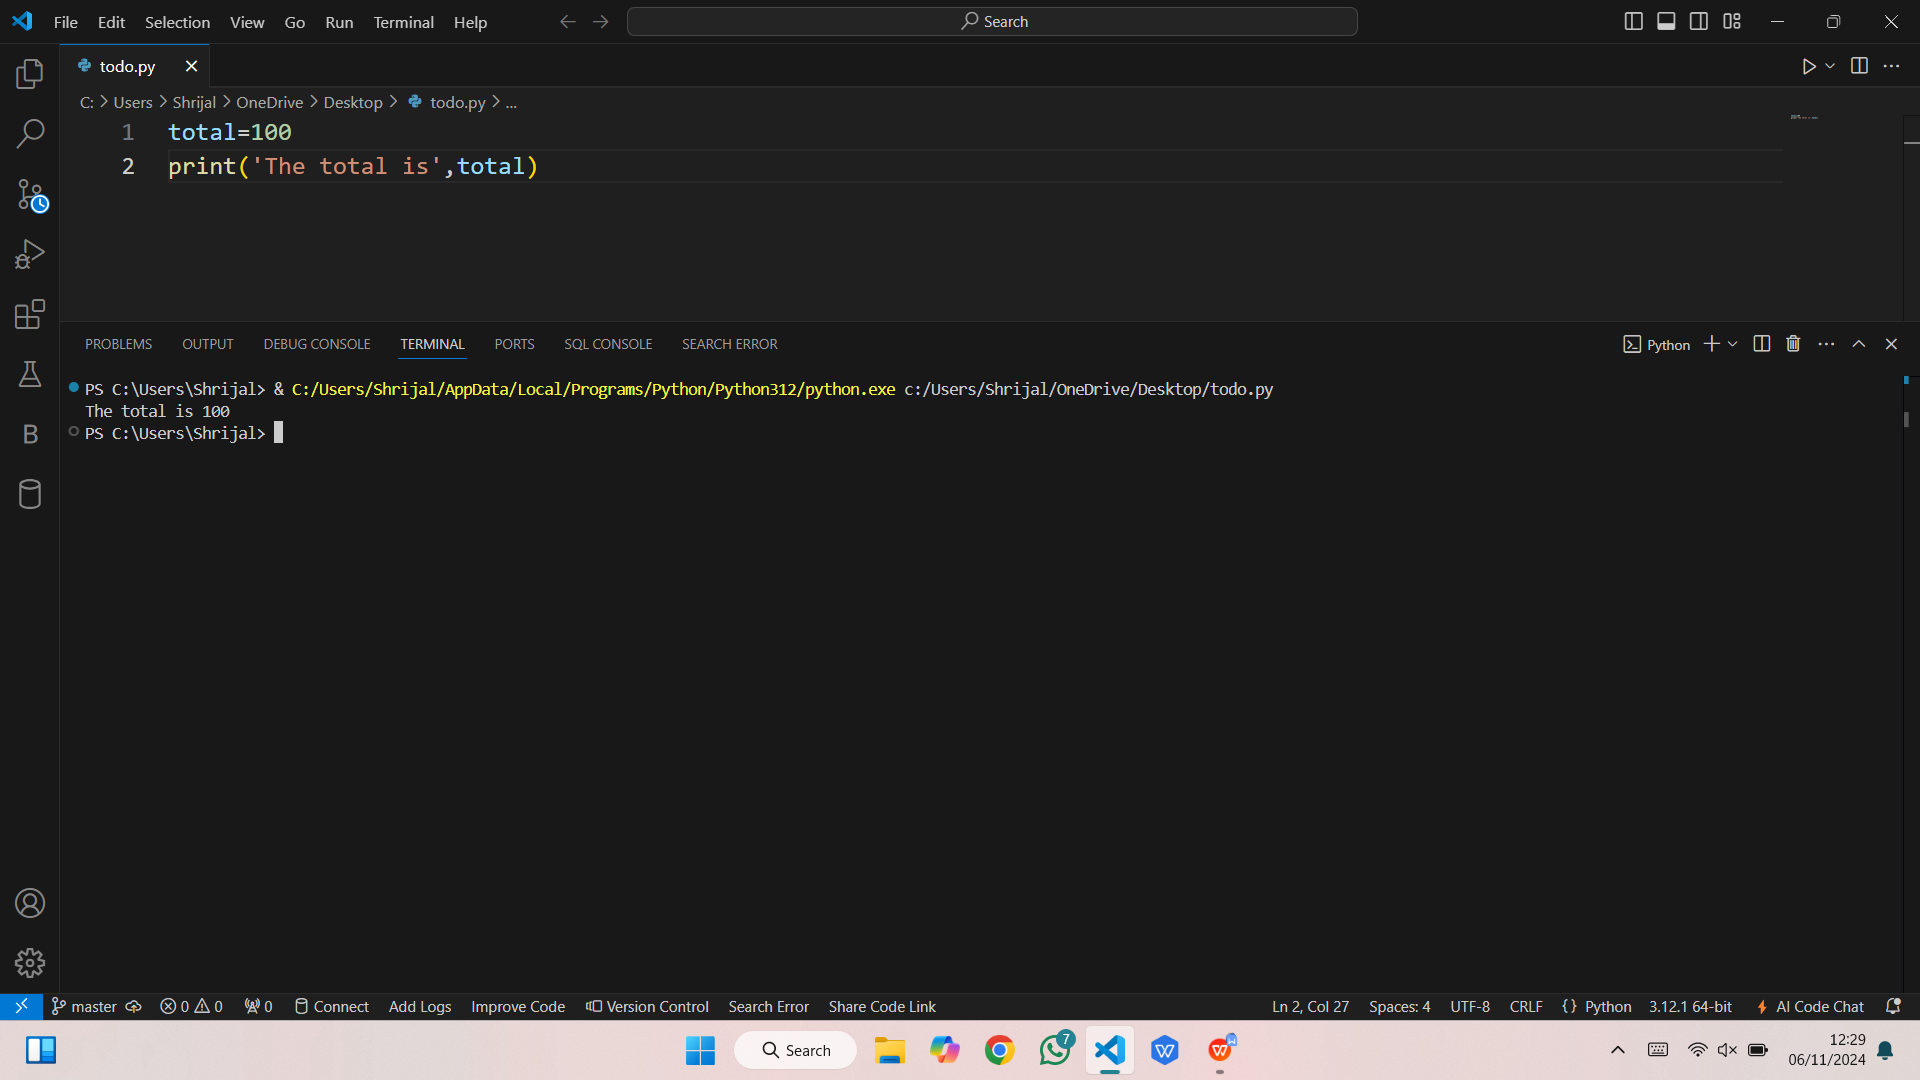 File Edit Selection View Go Run Terminal Help
Search
todo.py
C: > Users > Shrijal > OneDrive > Desktop > todo.py > ...
1 total=100
2 print('The total is',total)
PROBLEMS OUTPUT DEBUG CONSOLE TERMINAL PORTS SQL CONSOLE SEARCH ERROR
Python
PS C:\Users\Shrijal> & C:/Users/Shrijal/AppData/Local/Programs/Python/Python312/python.exe c:/Users/Shrijal/OneDrive/Desktop/todo.py
The total is 100
PS C:\Users\Shrijal>
B
master 0 0 0 Connect Add Logs Improve Code Version Control Search Error Share Code Link Ln 2, Col 27 Spaces: 4 UTF-8 CRLF {} Python 3.12.1 64-bit AI Code Chat
Search
7
12:29
06/11/2024